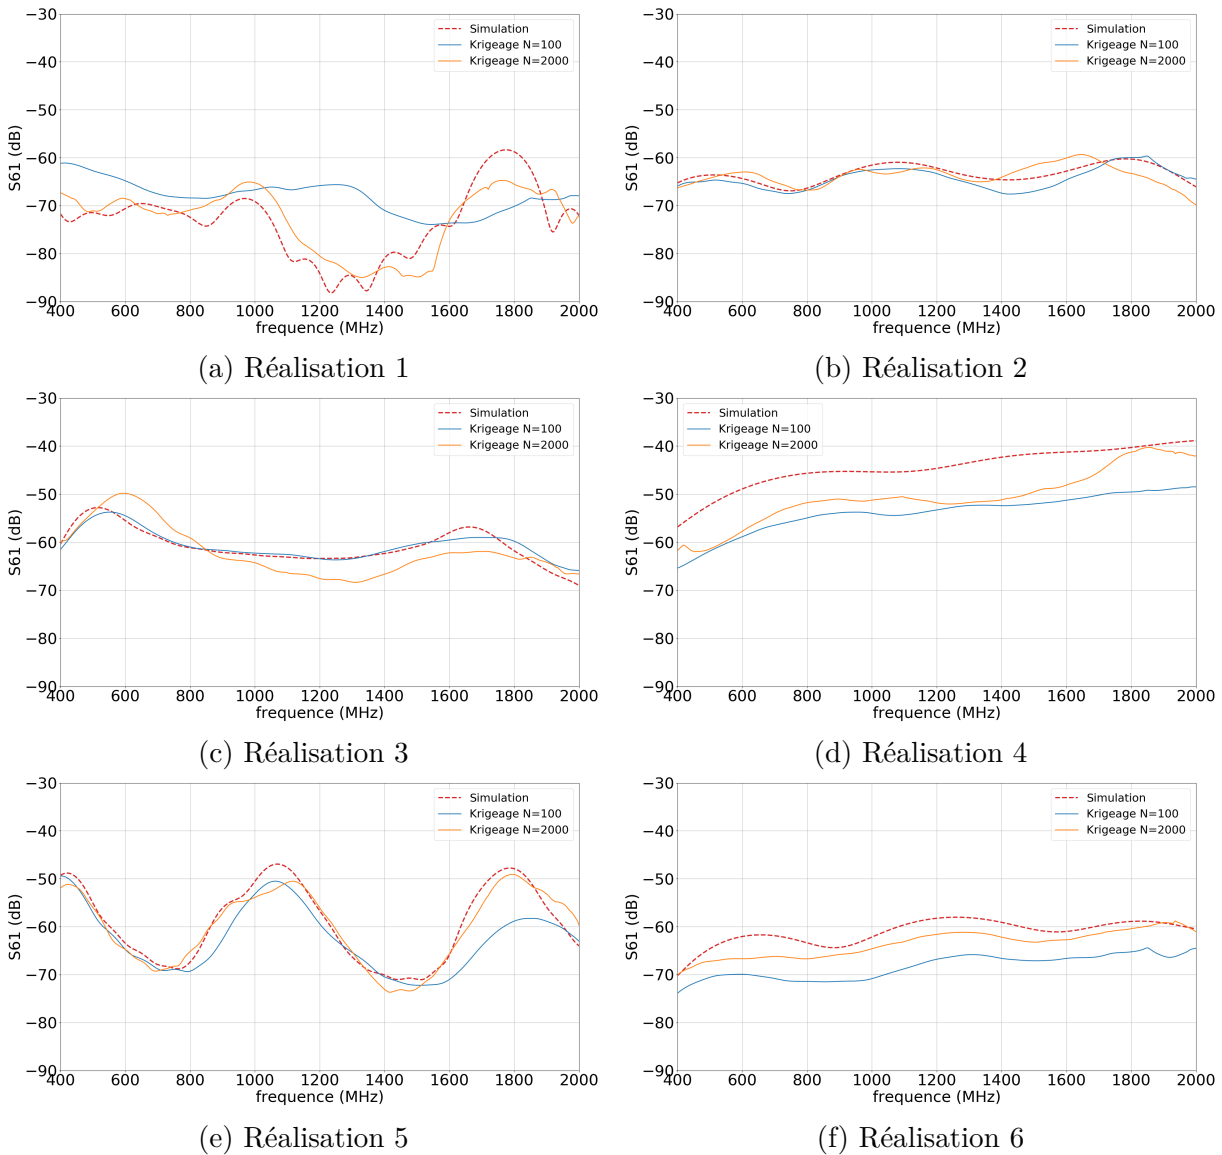 −30
−40
−50
−60
−70
−80
−90
S61 (dB)
Simulation
Krigeage N=100
Krigeage N=2000
400 600 800 1000 1200 1400 1600 1800 2000
frequence (MHz)
(a) Réalisation 1
−30
−40
−50
−60
−70
−80
−90
S61 (dB)
Simulation
Krigeage N=100
Krigeage N=2000
400 600 800 1000 1200 1400 1600 1800 2000
frequence (MHz)
(b) Réalisation 2
−30
−40
−50
−60
−70
−80
−90
S61 (dB)
Simulation
Krigeage N=100
Krigeage N=2000
400 600 800 1000 1200 1400 1600 1800 2000
frequence (MHz)
(c) Réalisation 3
−30
−40
−50
−60
−70
−80
−90
S61 (dB)
Simulation
Krigeage N=100
Krigeage N=2000
400 600 800 1000 1200 1400 1600 1800 2000
frequence (MHz)
(d) Réalisation 4
−30
−40
−50
−60
−70
−80
−90
S61 (dB)
Simulation
Krigeage N=100
Krigeage N=2000
400 600 800 1000 1200 1400 1600 1800 2000
frequence (MHz)
(e) Réalisation 5
−30
−40
−50
−60
−70
−80
−90
S61 (dB)
Simulation
Krigeage N=100
Krigeage N=2000
400 600 800 1000 1200 1400 1600 1800 2000
frequence (MHz)
(f) Réalisation 6